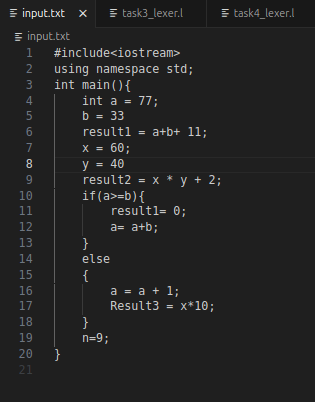 input.txt × task3_lexer.l task4_lexer.l
input.txt
1 #include<iostream>
2 using namespace std;
3 int main(){
4 int a = 77;
5 b = 33
6 result1 = a+b+ 11;
7 x = 60;
8 y = 40
9 result2 = x * y + 2;
10 if(a>=b){
11 result1= 0;
12 a= a+b;
13 }
14 else
15 {
16 a = a + 1;
17 Result3 = x*10;
18 }
19 n=9;
20 }
21